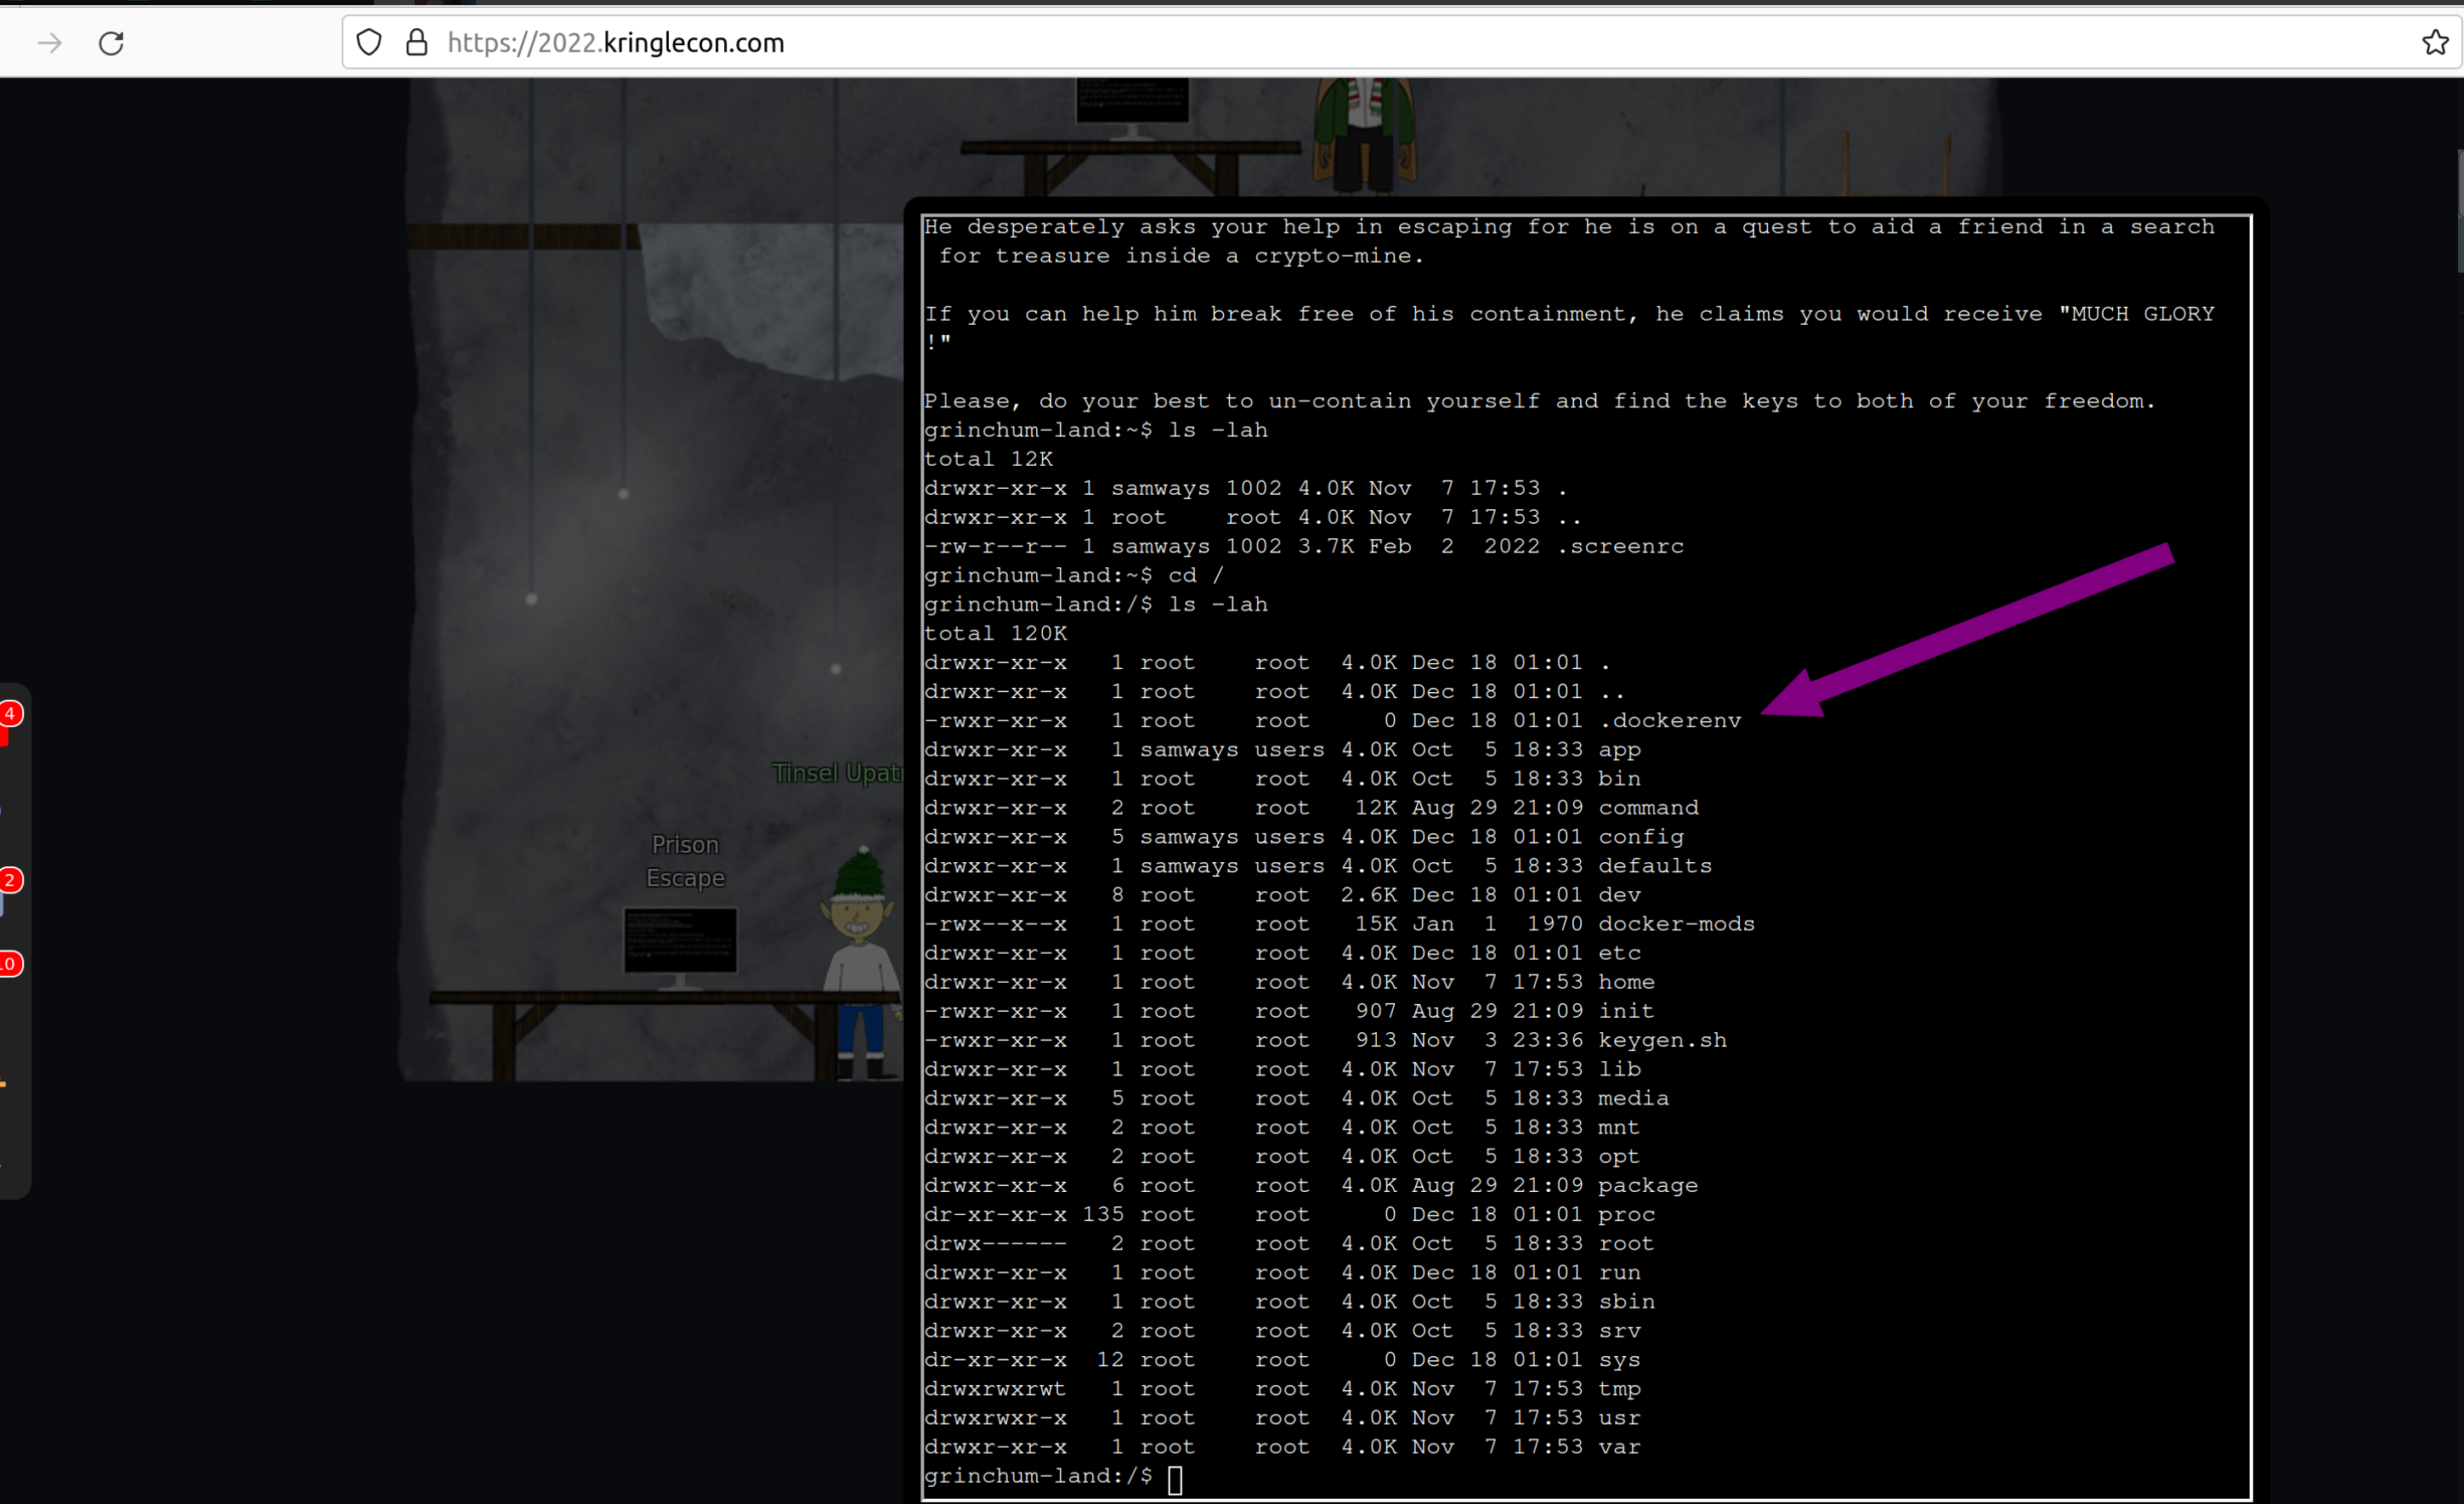 https://2022.kringlecon.com
He desperately asks your help in escaping for he is on a quest to aid a friend in a search
 for treasure inside a crypto-mine.
If you can help him break free of his containment, he claims you would receive "MUCH GLORY
!"
Please, do your best to un-contain yourself and find the keys to both of your freedom.
grinchum-land:~$ ls -lah
total 12K
drwxr-xr-x 1 samways 1002 4.0K Nov  7 17:53 .
drwxr-xr-x 1 root    root 4.0K Nov  7 17:53 ..
-rw-r--r-- 1 samways 1002 3.7K Feb  2  2022 .screenrc
grinchum-land:~$ cd /
grinchum-land:/$ ls -lah
total 120K
drwxr-xr-x   1 root    root  4.0K Dec 18 01:01 .
drwxr-xr-x   1 root    root  4.0K Dec 18 01:01 ..
-rwxr-xr-x   1 root    root     0 Dec 18 01:01 .dockerenv
drwxr-xr-x   1 samways users 4.0K Oct  5 18:33 app
drwxr-xr-x   1 root    root  4.0K Oct  5 18:33 bin
drwxr-xr-x   2 root    root   12K Aug 29 21:09 command
drwxr-xr-x   5 samways users 4.0K Dec 18 01:01 config
drwxr-xr-x   1 samways users 4.0K Oct  5 18:33 defaults
drwxr-xr-x   8 root    root  2.6K Dec 18 01:01 dev
-rwx--x--x   1 root    root   15K Jan  1  1970 docker-mods
drwxr-xr-x   1 root    root  4.0K Dec 18 01:01 etc
drwxr-xr-x   1 root    root  4.0K Nov  7 17:53 home
-rwxr-xr-x   1 root    root   907 Aug 29 21:09 init
-rwxr-xr-x   1 root    root   913 Nov  3 23:36 keygen.sh
drwxr-xr-x   1 root    root  4.0K Nov  7 17:53 lib
drwxr-xr-x   5 root    root  4.0K Oct  5 18:33 media
drwxr-xr-x   2 root    root  4.0K Oct  5 18:33 mnt
drwxr-xr-x   2 root    root  4.0K Oct  5 18:33 opt
drwxr-xr-x   6 root    root  4.0K Aug 29 21:09 package
dr-xr-xr-x 135 root    root     0 Dec 18 01:01 proc
drwx------   2 root    root  4.0K Oct  5 18:33 root
drwxr-xr-x   1 root    root  4.0K Dec 18 01:01 run
drwxr-xr-x   1 root    root  4.0K Oct  5 18:33 sbin
drwxr-xr-x   2 root    root  4.0K Oct  5 18:33 srv
dr-xr-xr-x  12 root    root     0 Dec 18 01:01 sys
drwxrwxrwt   1 root    root  4.0K Nov  7 17:53 tmp
drwxrwxr-x   1 root    root  4.0K Nov  7 17:53 usr
drwxr-xr-x   1 root    root  4.0K Nov  7 17:53 var
grinchum-land:/$
4
Tinsel Upat
Prison
Escape
2
10